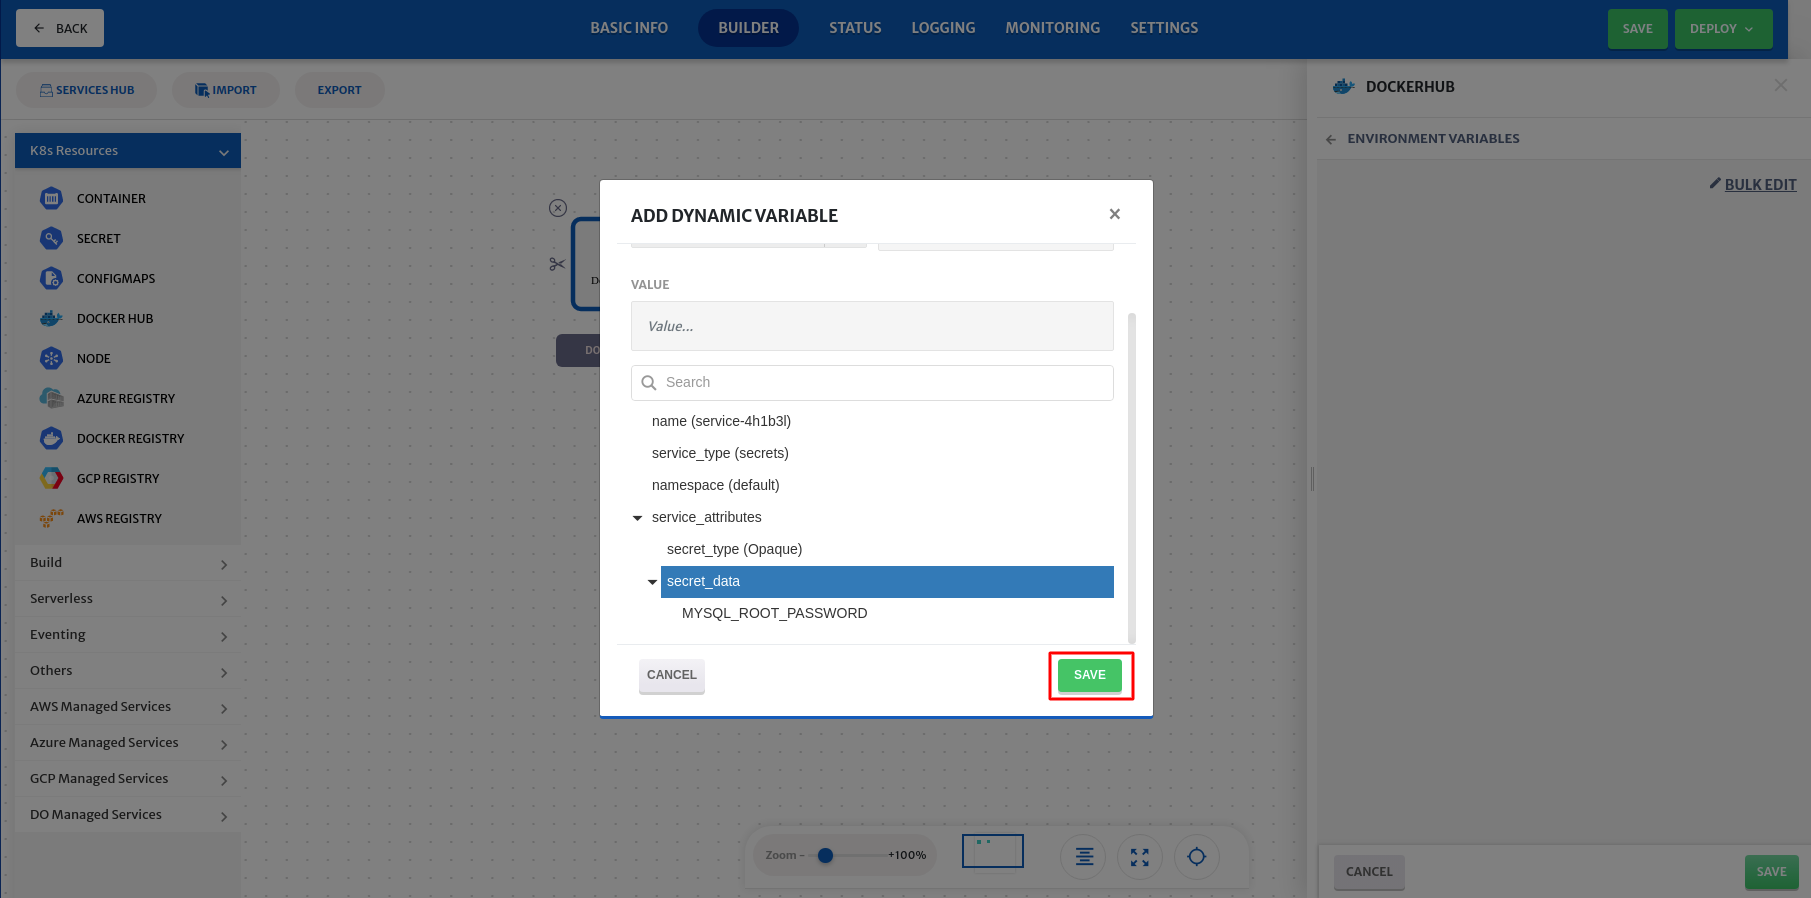 BACK
BASIC INFO
BUILDER
STATUS
LOGGING
MONITORING
SETTINGS
SAVE
DEPLOY
SERVICES HUB
IMPORT
EXPORT
DOCKERHUB
ENVIRONMENT VARIABLES
BULK EDIT
K8s Resources
CONTAINER
SECRET
CONFIGMAPS
DOCKER HUB
NODE
AZURE REGISTRY
DOCKER REGISTRY
GCP REGISTRY
AWS REGISTRY
Build
Serverless
Eventing
Others
AWS Managed Services
Azure Managed Services
GCP Managed Services
DO Managed Services
ADD DYNAMIC VARIABLE
VALUE
Value...
Search
name (service-4h1b3l)
service_type (secrets)
namespace (default)
service_attributes
secret_type (Opaque)
secret_data
MYSQL_ROOT_PASSWORD
CANCEL
SAVE
Zoom -
+100%
CANCEL
SAVE